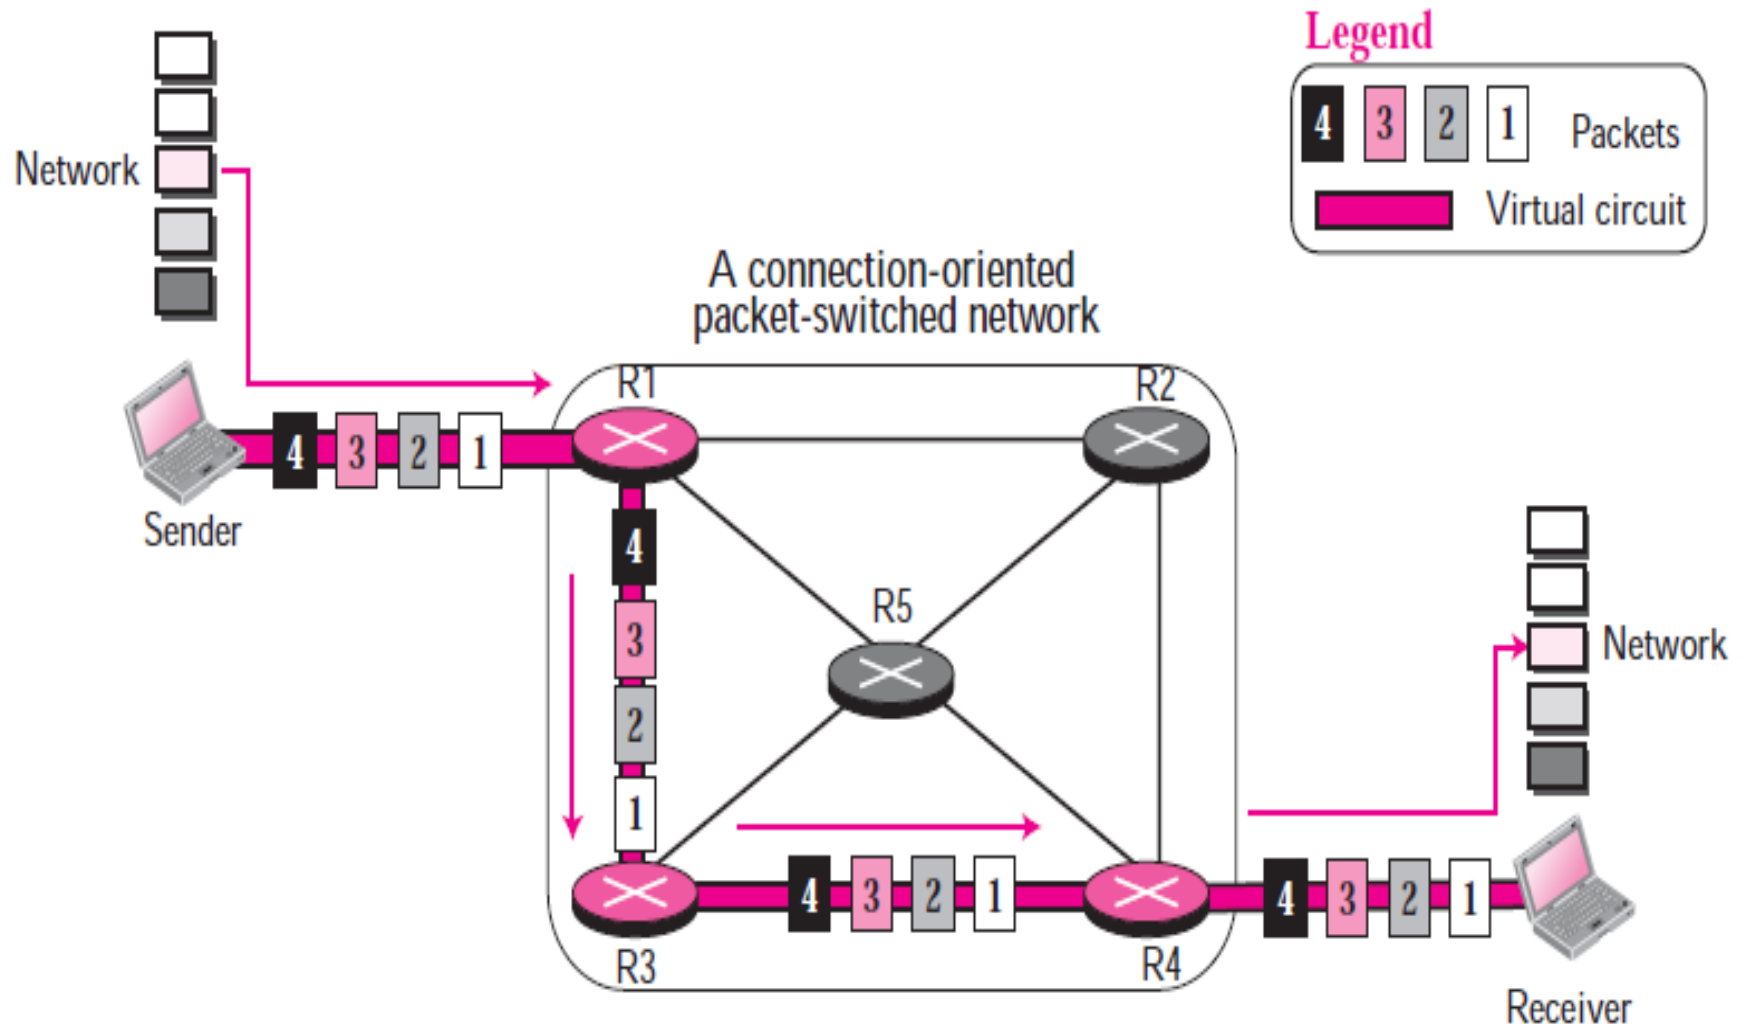 Legend
4 3 2 1 Packets
Virtual circuit
Network
A connection-oriented
packet-switched network
R1
R2
4 3 2 1
Sender
4
3
2
1
R5
Network
4 3 2 1
4 3 2 1
R3
R4
Receiver